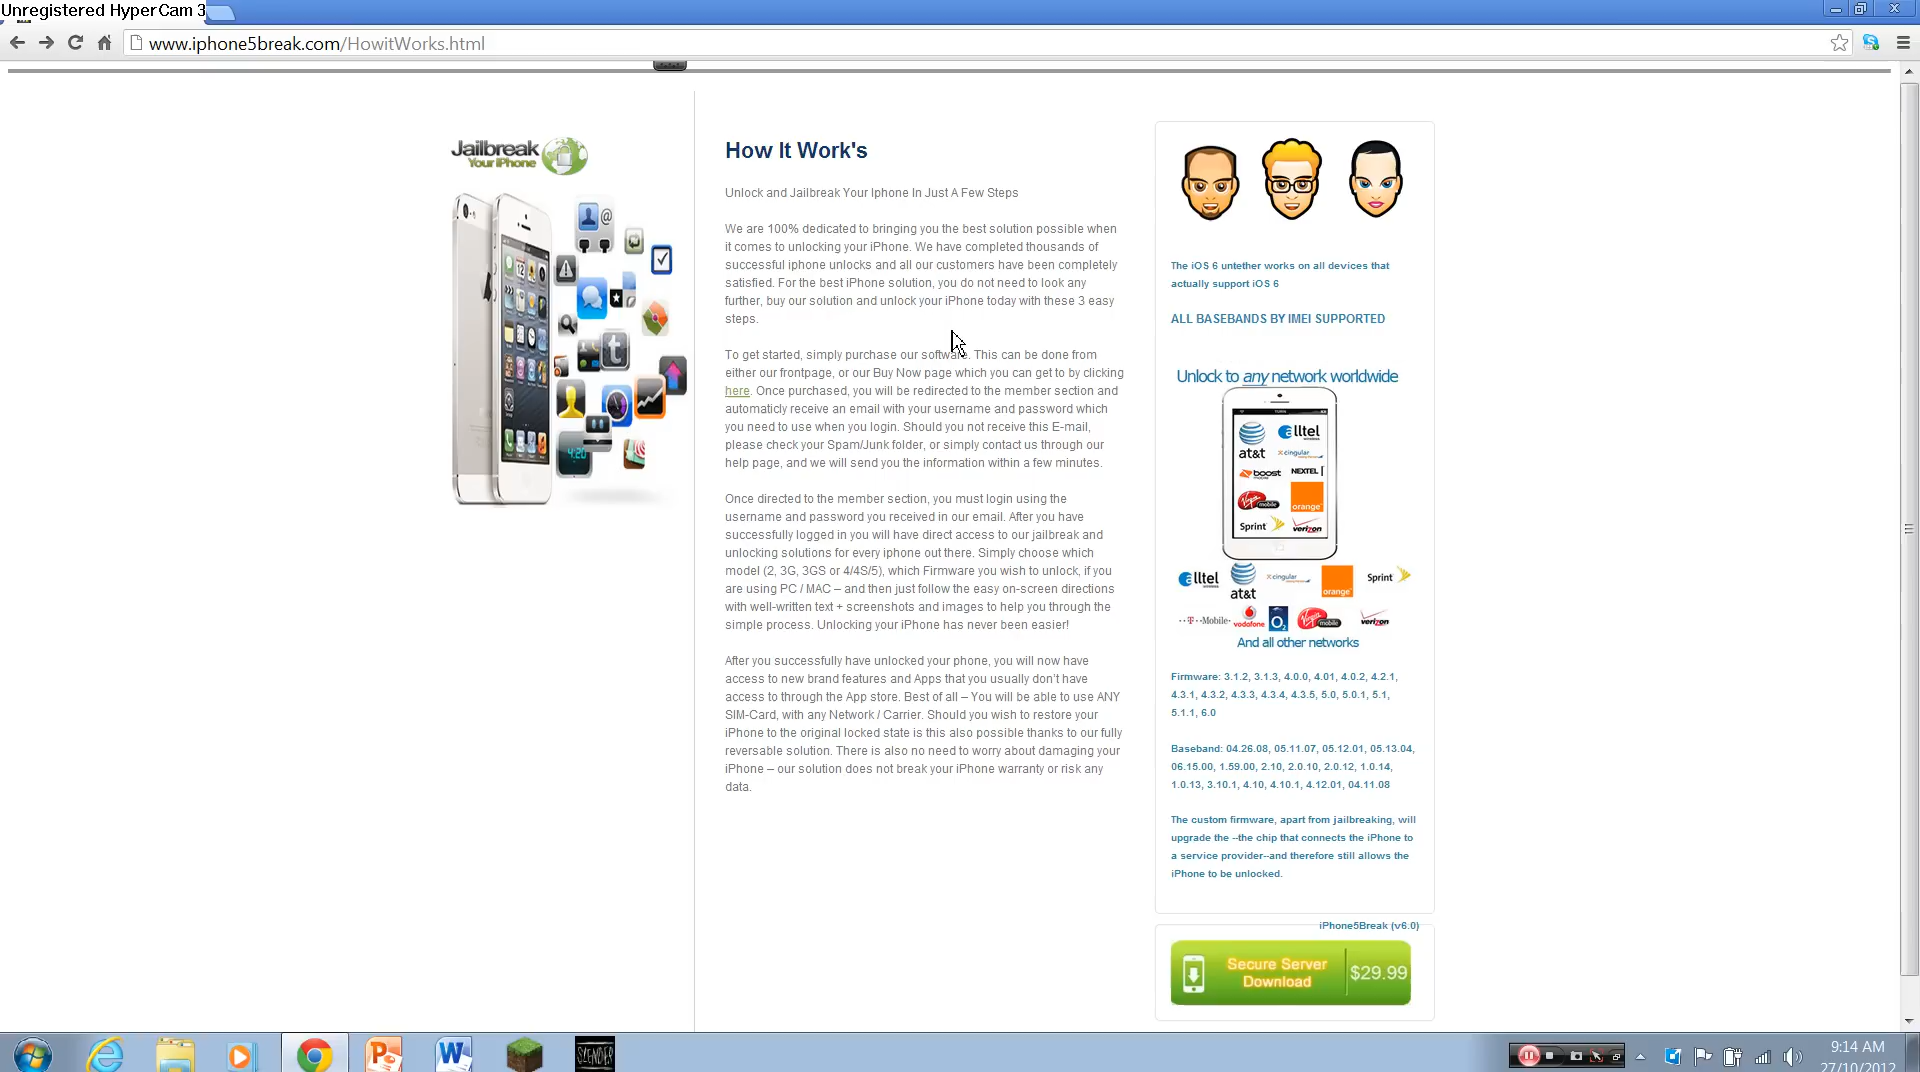 Unregistered HyperCam 3
www.iphone5break.com/HowitWorks.html
Jailbreak
Your iPhone
How It Work's
Unlock and Jailbreak Your Iphone In Just A Few Steps
We are 100% dedicated to bringing you the best solution possible when
it comes to unlocking your iPhone. We have completed thousands of
successful iphone unlocks and all our customers have been completely
satisfied. For the best iPhone solution, you do not need to look any
further, buy our solution and unlock your iPhone today with these 3 easy
steps.
To get started, simply purchase our software. This can be done from
either our frontpage, or our Buy Now page which you can get to by clicking
here. Once purchased, you will be redirected to the member section and
automaticly receive an email with your username and password which
you need to use when you login. Should you not receive this E-mail,
please check your Spam/Junk folder, or simply contact us through our
help page, and we will send you the information within a few minutes.
Once directed to the member section, you must login using the
username and password you received in our email. After you have
successfully logged in you will have direct access to our jailbreak and
unlocking solutions for every iphone out there. Simply choose which
model (2, 3G, 3GS or 4/4S/5), which Firmware you wish to unlock, if you
are using PC / MAC – and then just follow the easy on-screen directions
with well-written text + screenshots and images to help you through the
simple process. Unlocking your iPhone has never been easier!
After you successfully have unlocked your phone, you will now have
access to new brand features and Apps that you usually don't have
access to through the App store. Best of all – You will be able to use ANY
SIM-Card, with any Network / Carrier. Should you wish to restore your
iPhone to the original locked state is this also possible thanks to our fully
reversable solution. There is also no need to worry about damaging your
iPhone – our solution does not break your iPhone warranty or risk any
data.
The iOS 6 untether works on all devices that
actually support iOS 6
ALL BASEBANDS BY IMEI SUPPORTED
Unlock to any network worldwide
at&t alltel
cingular
boost mobile NEXTEL
Virgin mobile orange
Sprint verizon
alltel at&t cingular orange Sprint
T-Mobile vodafone O2 Virgin mobile verizon
And all other networks
Firmware: 3.1.2, 3.1.3, 4.0.0, 4.01, 4.0.2, 4.2.1,
4.3.1, 4.3.2, 4.3.3, 4.3.4, 4.3.5, 5.0, 5.0.1, 5.1,
5.1.1, 6.0
Baseband: 04.26.08, 05.11.07, 05.12.01, 05.13.04,
06.15.00, 1.59.00, 2.10, 2.0.10, 2.0.12, 1.0.14,
1.0.13, 3.10.1, 4.10, 4.10.1, 4.12.01, 04.11.08
The custom firmware, apart from jailbreaking, will
upgrade the --the chip that connects the iPhone to
a service provider--and therefore still allows the
iPhone to be unlocked.
iPhone5Break (v6.0)
Secure Server
Download
$29.99
4:20
SLENDER
9:14 AM
27/10/2012